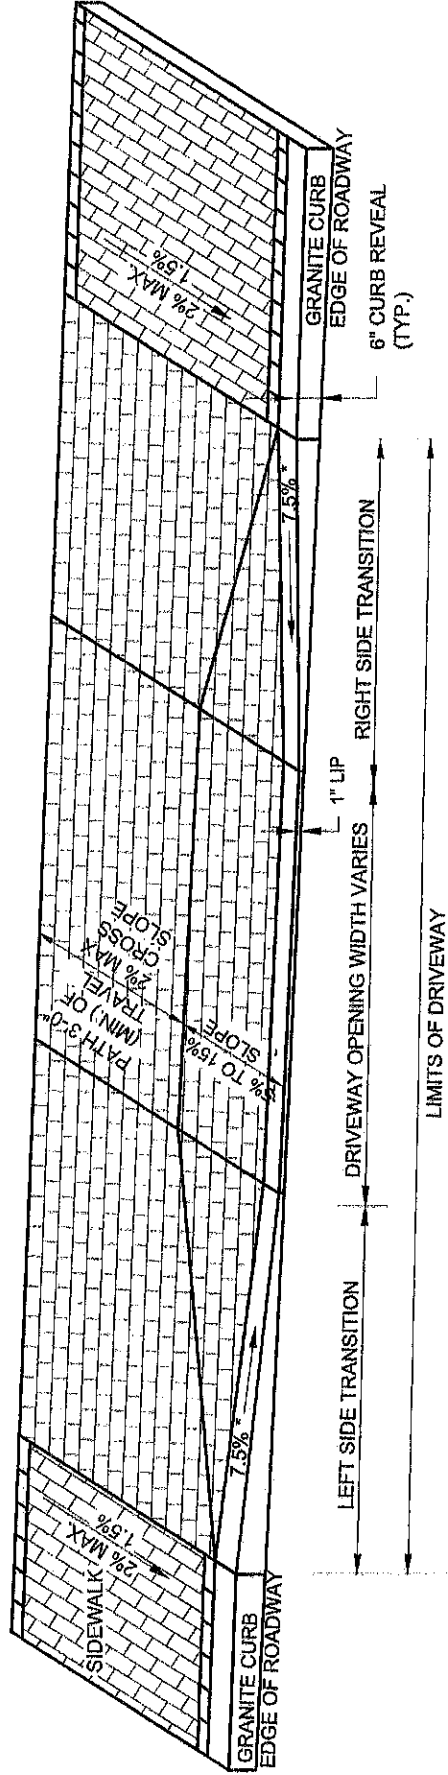 SIDEWALK
2% MAX.
1.5%
GRANITE CURB
EDGE OF ROADWAY
7.5% *
LEFT SIDE TRANSITION
PATH 3'-0"
(MIN.) OF
TRAVEL
2% MAX
CROSS
SLOPE
5% TO 15%
SLOPE
DRIVEWAY OPENING WIDTH VARIES
1" LIP
RIGHT SIDE TRANSITION
7.5% *
2% MAX.
1.5%
GRANITE CURB
EDGE OF ROADWAY
6" CURB REVEAL
(TYP.)
LIMITS OF DRIVEWAY